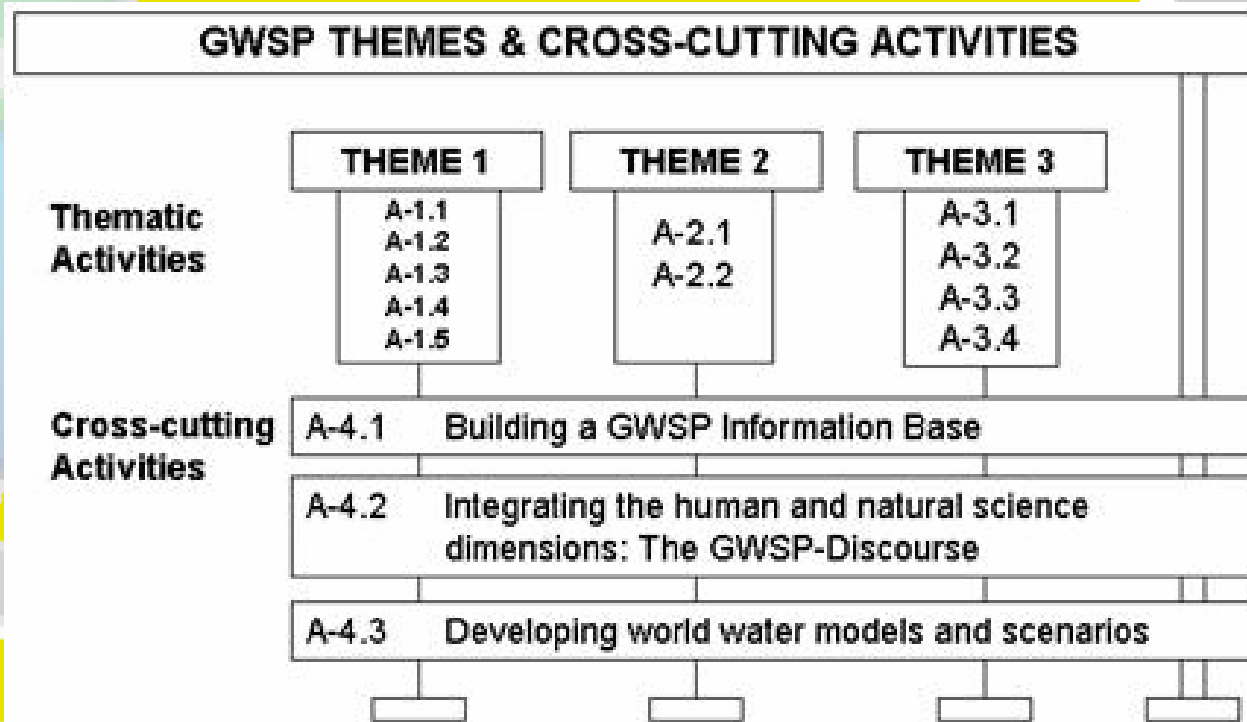 GWSP THEMES & CROSS-CUTTING ACTIVITIES
THEME 1
THEME 2
THEME 3
Thematic
Activities
A-1.1
A-1.2
A-1.3
A-1.4
A-1.5
A-2.1
A-2.2
A-3.1
A-3.2
A-3.3
A-3.4
Cross-cutting
Activities
A-4.1 Building a GWSP Information Base
A-4.2 Integrating the human and natural science
dimensions: The GWSP-Discourse
A-4.3 Developing world water models and scenarios